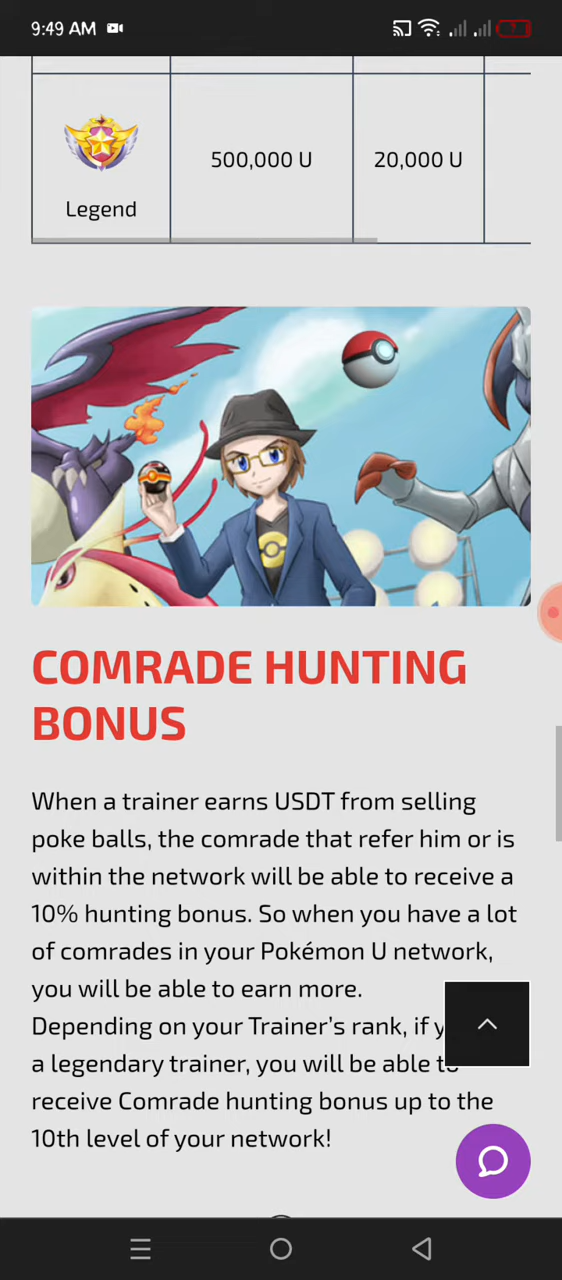 9:49 AM
500,000 U
20,000 U
Legend
COMRADE HUNTING
BONUS
When a trainer earns USDT from selling
poke balls, the comrade that refer him or is
within the network will be able to receive a
10% hunting bonus. So when you have a lot
of comrades in your Pokémon U network,
you will be able to earn more.
Depending on your Trainer's rank, if
a legendary trainer, you will be able to
receive Comrade hunting bonus up to the
10th level of your network!